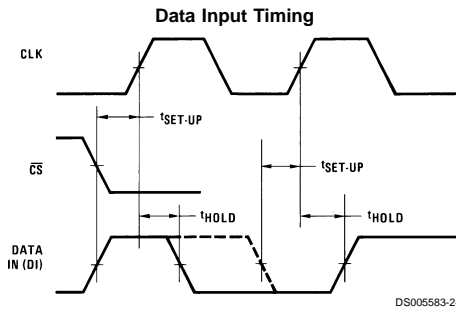 Data Input Timing
CLK
tSET-UP
tSET-UP
CS
tHOLD
tHOLD
DATA
IN (DI)
DS005583-2